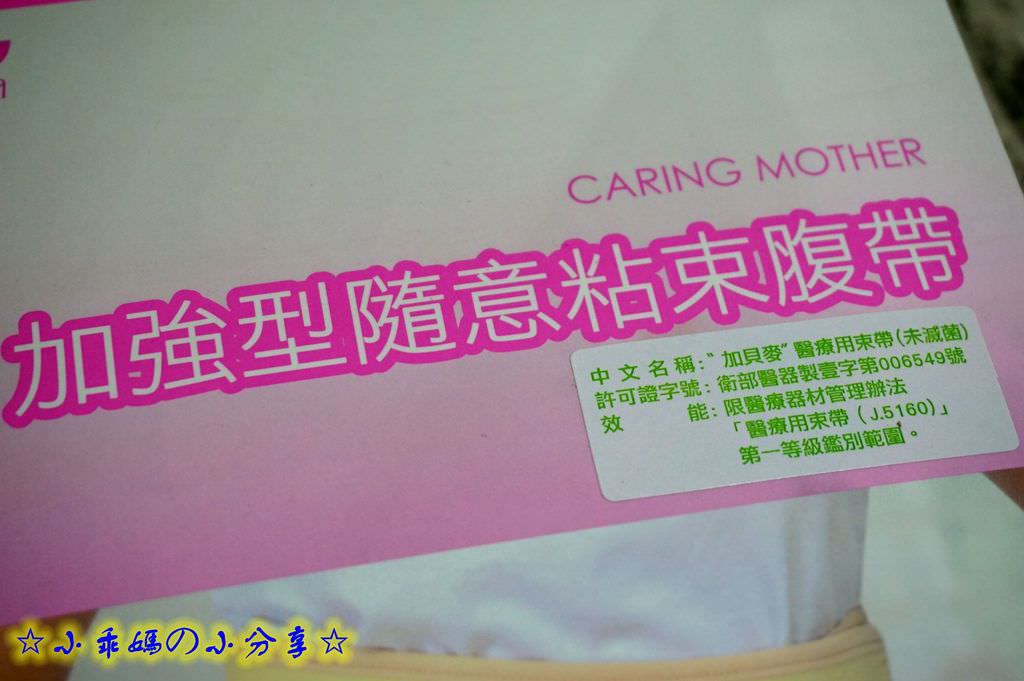 CARING MOTHER
加強型隨意粘束腹帶
中文名稱:“加貝麥”醫療用束帶(未滅菌)
許可證字號:衛部醫器製壹字第006549號
效能:限醫療器材管理辦法
「醫療用束帶(J.5160)」
第一等級鑑別範圍。
☆小乖媽の小分享☆